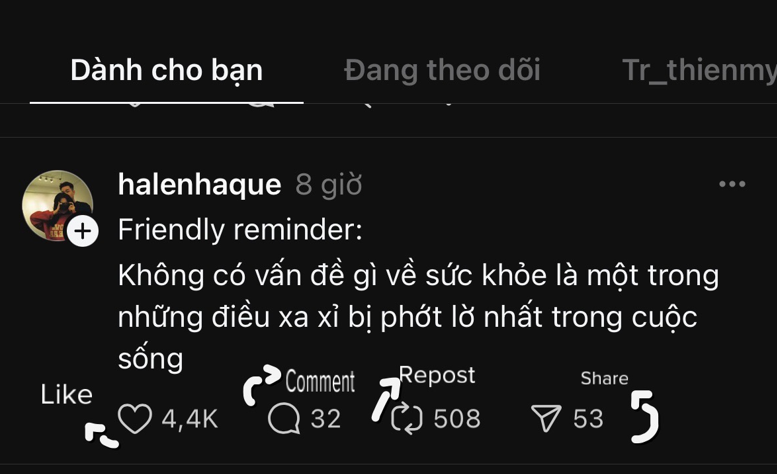 Dành cho bạn Đang theo dõi Tr_thienmy
halenhaque 8 giờ
Friendly reminder:
Không có vấn đề gì về sức khỏe là một trong
những điều xa xỉ bị phớt lờ nhất trong cuộc
sống
Like Comment Repost Share
4,4K 32 508 53